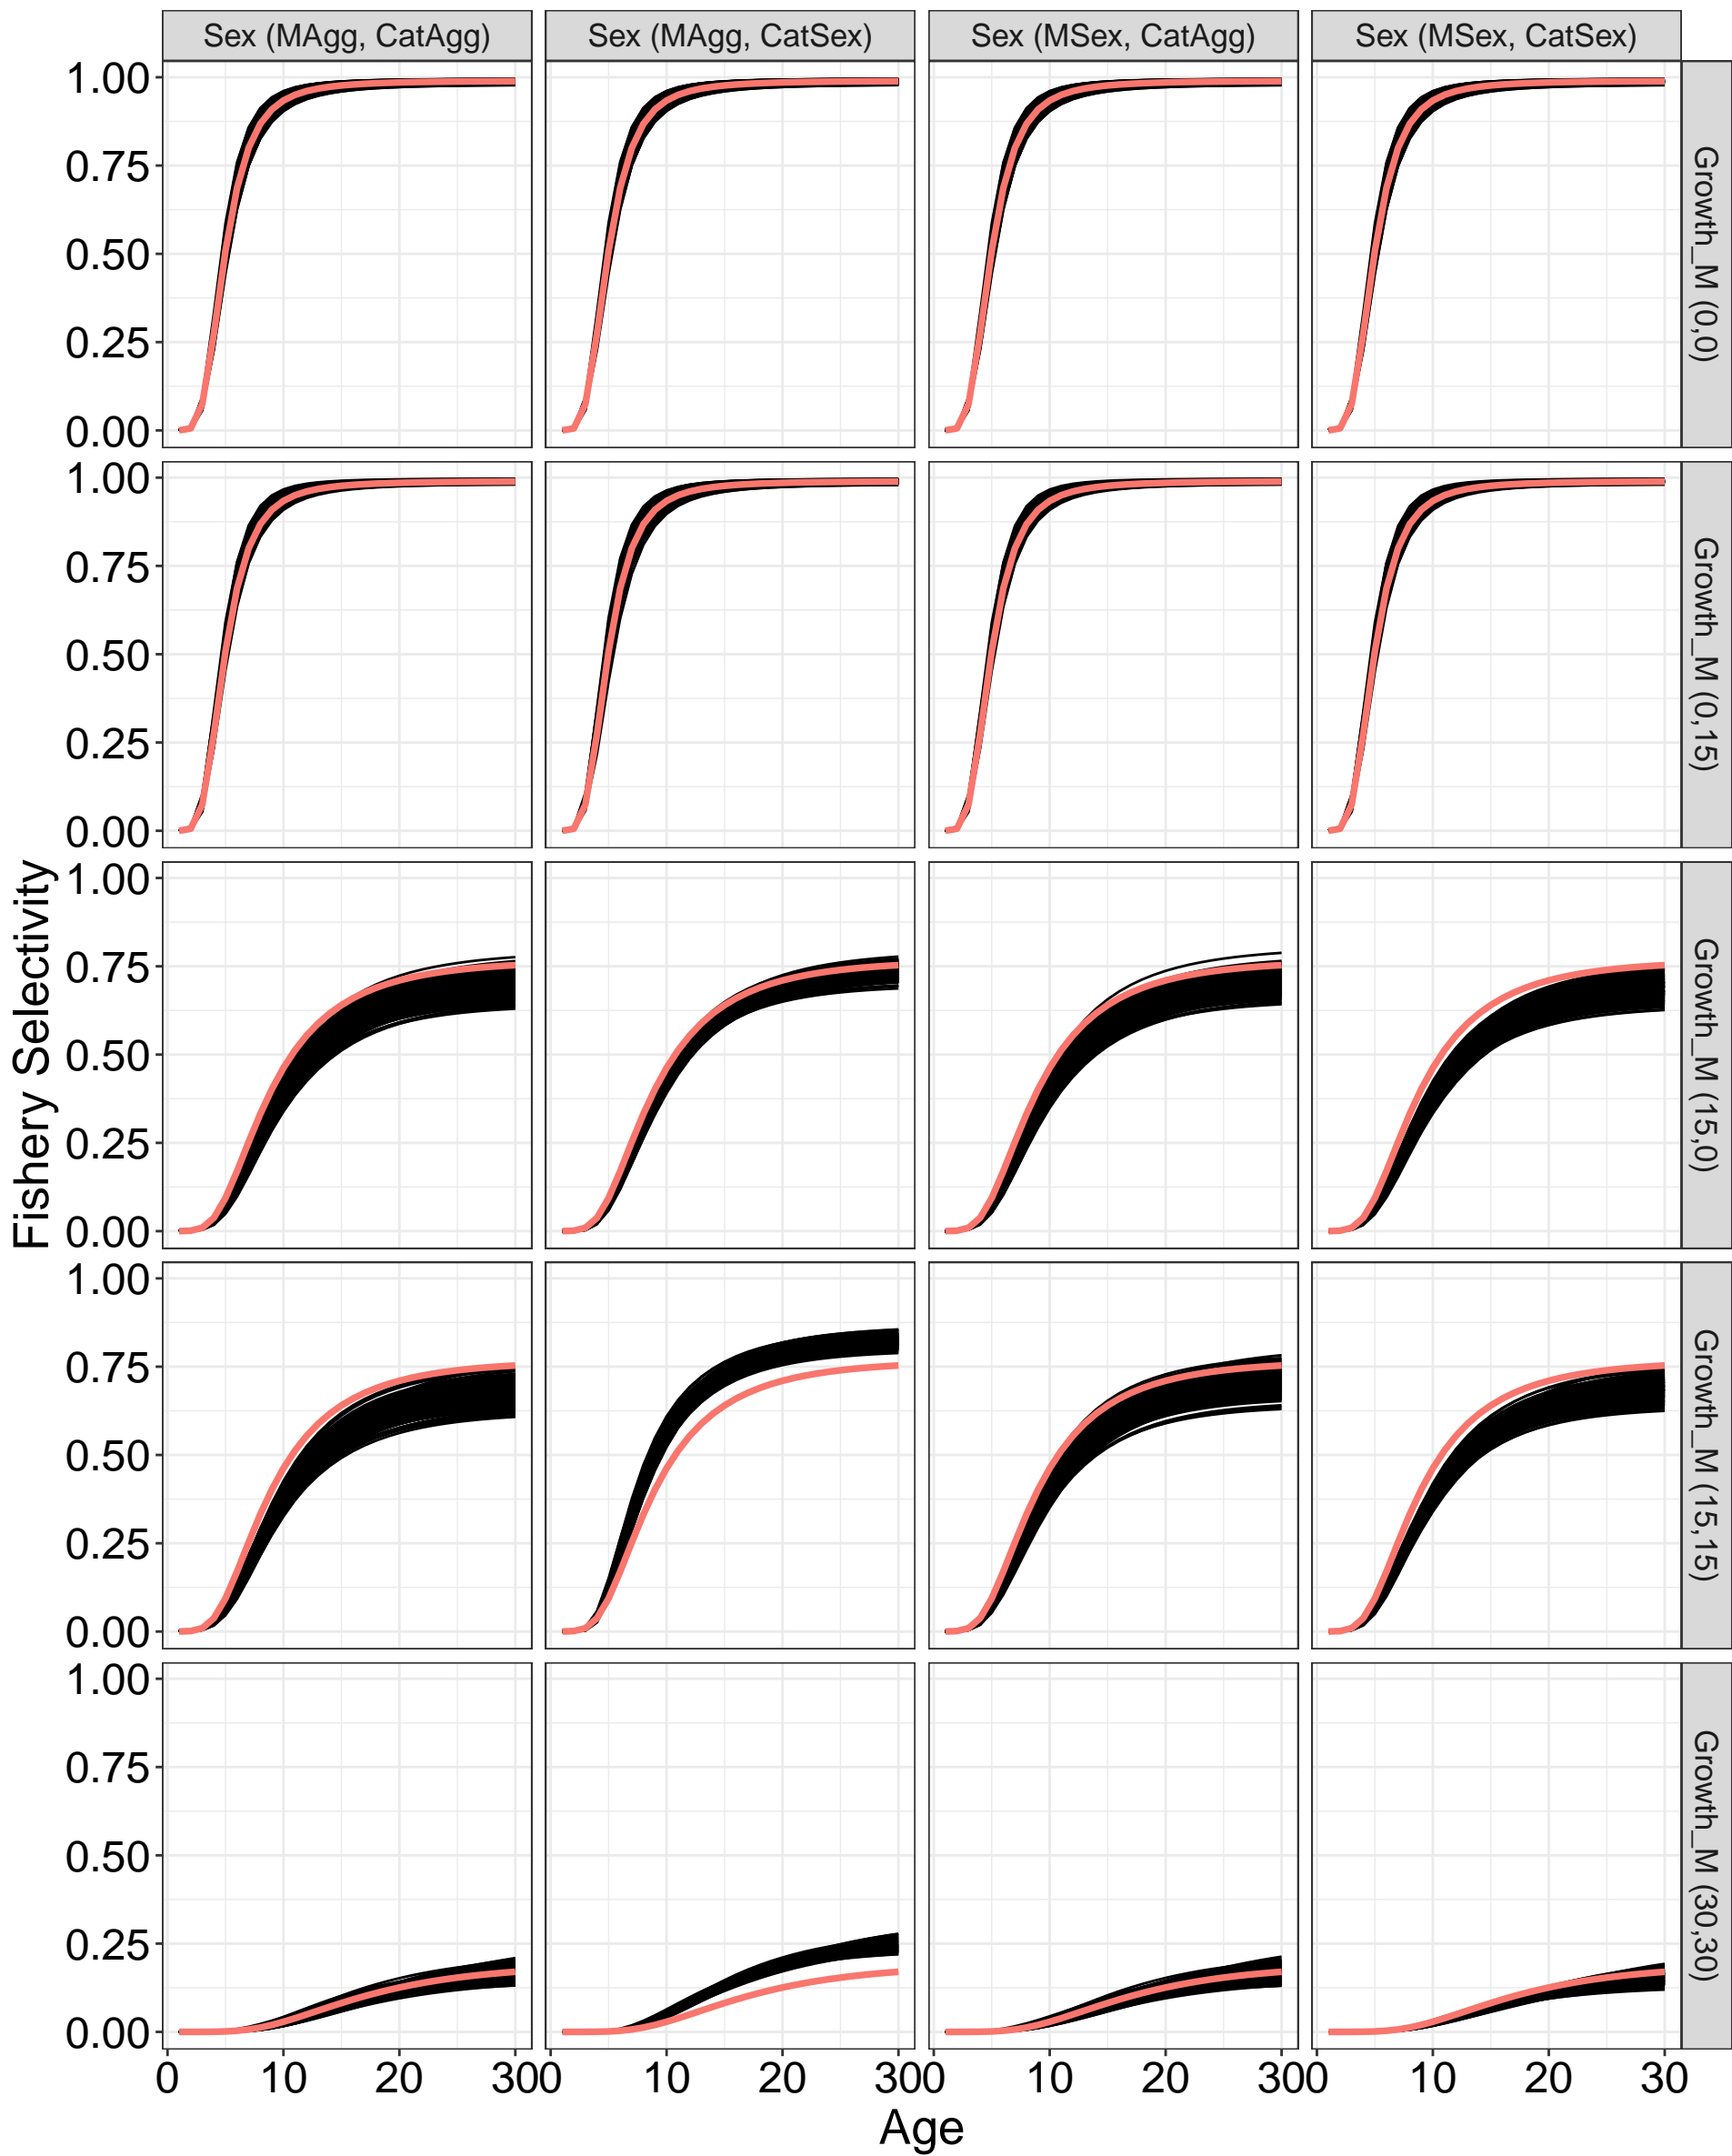 Sex (MAgg, CatAgg)
Sex (MAgg, CatSex)
Sex (MSex, CatAgg)
Sex (MSex, CatSex)
1.00
0.75
0.50
0.25
0.00
Growth_M (0,0)
1.00
0.75
0.50
0.25
0.00
Growth_M (0,15)
Fishery Selectivity
1.00
0.75
0.50
0.25
0.00
Growth_M (15,0)
1.00
0.75
0.50
0.25
0.00
Growth_M (15,15)
1.00
0.75
0.50
0.25
0.00
Growth_M (30,30)
0 10 20 30
0 10 20 30
0 10 20 30
0 10 20 30
Age